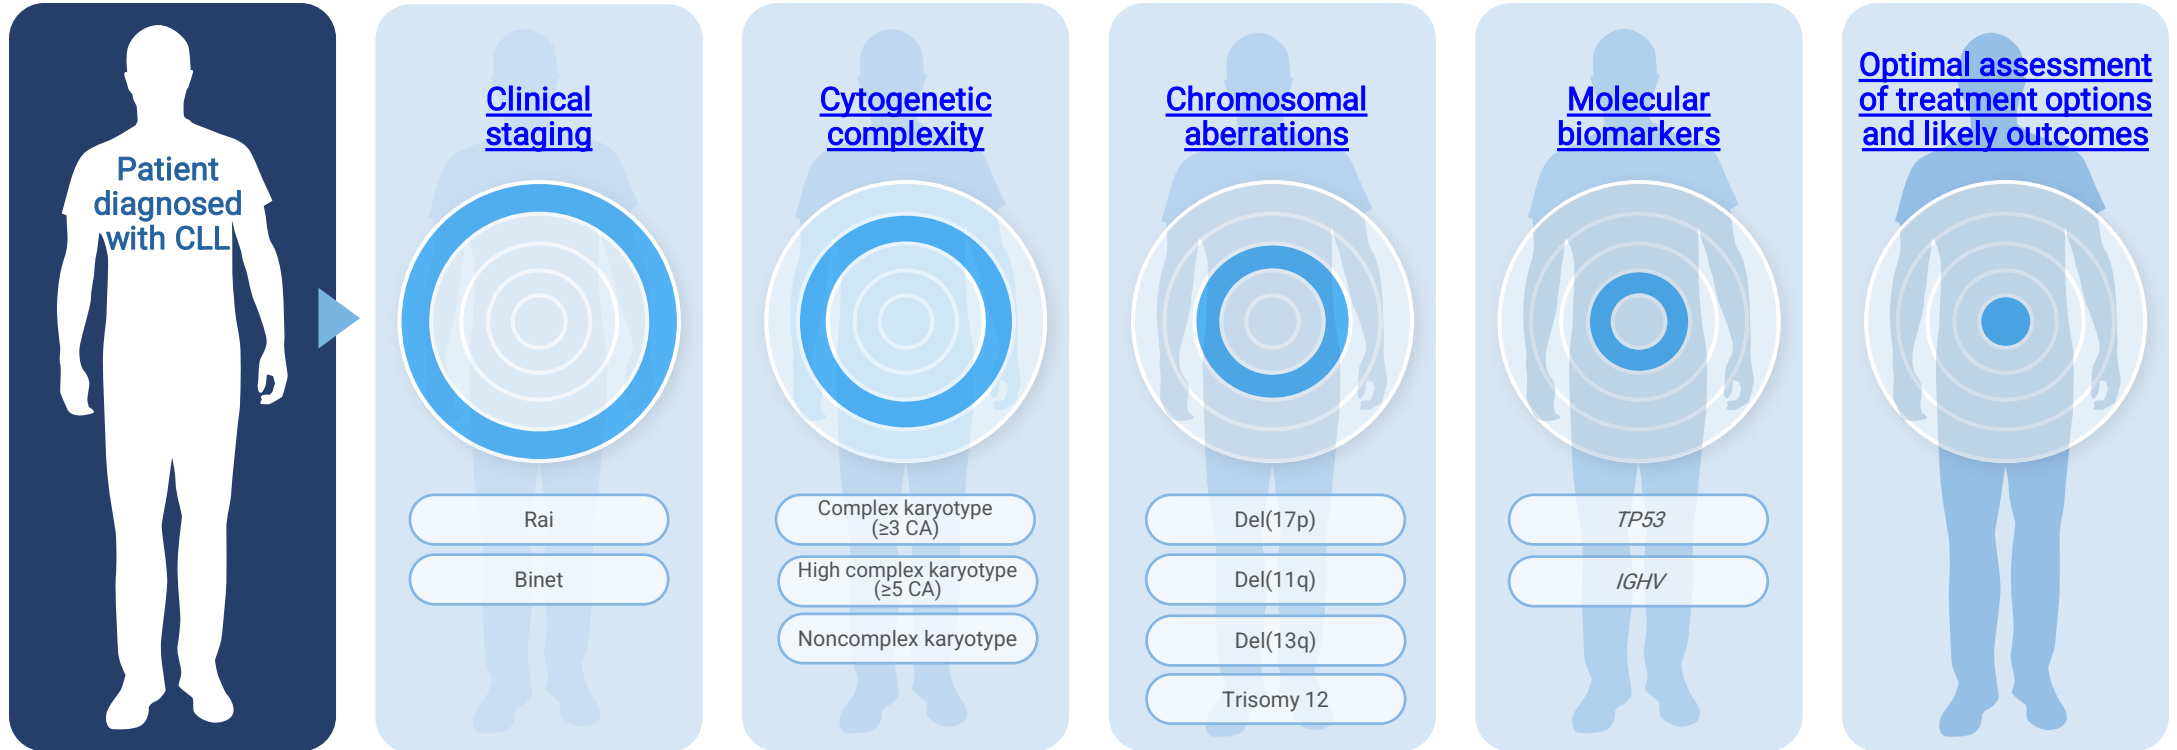 Patient
diagnosed
with CLL
Clinical
staging
Rai
Binet
Cytogenetic
complexity
Complex karyotype
(≥3 CA)
High complex karyotype
(≥5 CA)
Noncomplex karyotype
Chromosomal
aberrations
Del(17p)
Del(11q)
Del(13q)
Trisomy 12
Molecular
biomarkers
TP53
IGHV
Optimal assessment
of treatment options
and likely outcomes